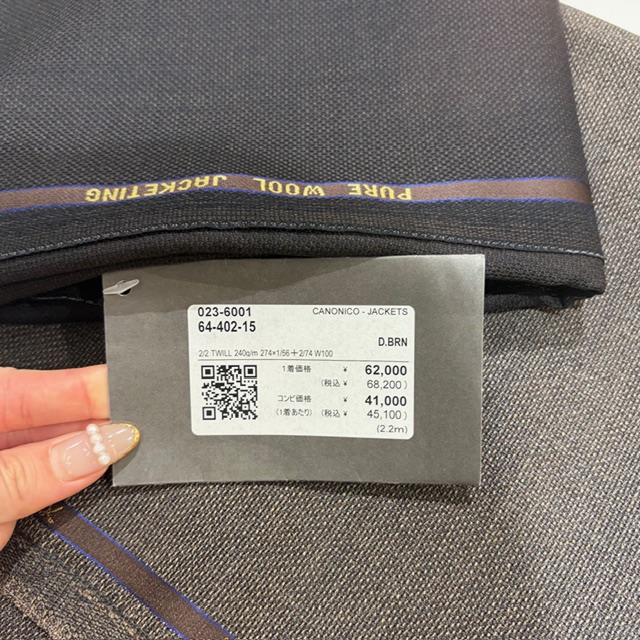 PURE WOOL JACKETING
023-6001
CANONICO - JACKETS
64-402-15
D.BRN
2/2 TWILL 240g/m 274×1/56+2/74 W100
1着価格 ¥ 62,000
(税込 ¥ 68,200)
コンビ価格 ¥ 41,000
(1着あたり) (税込 ¥ 45,100)
(2.2m)